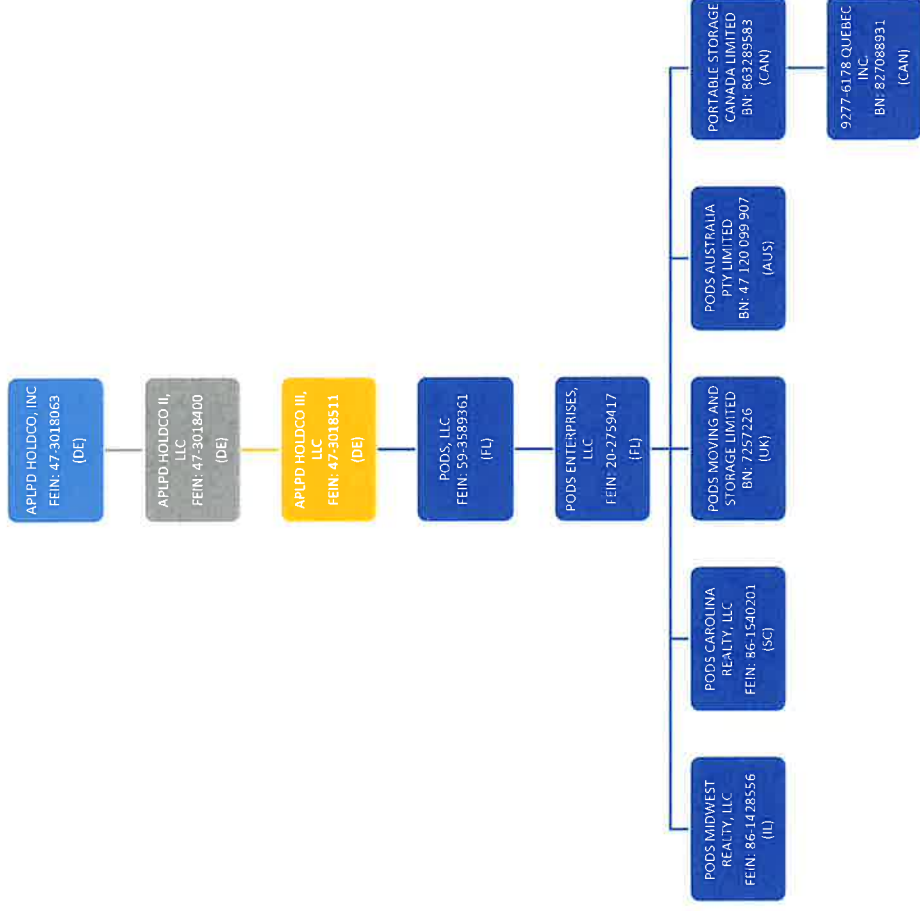 APLPD HOLDCO, INC
FEIN: 47-3018063
(DE)
APLPD HOLDCO II,
LLC
FEIN: 47-3018400
(DE)
APLPD HOLDCO III,
LLC
FEIN: 47-3018511
(DE)
PODS, LLC
FEIN: 59-3589361
(FL)
PODS ENTERPRISES,
LLC
FEIN: 20-2759417
(FL)
PODS MIDWEST
REALTY, LLC
FEIN: 86-1428556
(IL)
PODS CAROLINA
REALTY, LLC
FEIN: 86-1540201
(SC)
PODS MOVING AND
STORAGE LIMITED
BN: 7257226
(UK)
PODS AUSTRALIA
PTY LIMITED
BN: 47 120 099 907
(AUS)
PORTABLE STORAGE
CANADA LIMITED
BN: 863289583
(CAN)
9277-6178 QUEBEC
INC.
BN: 827088931
(CAN)